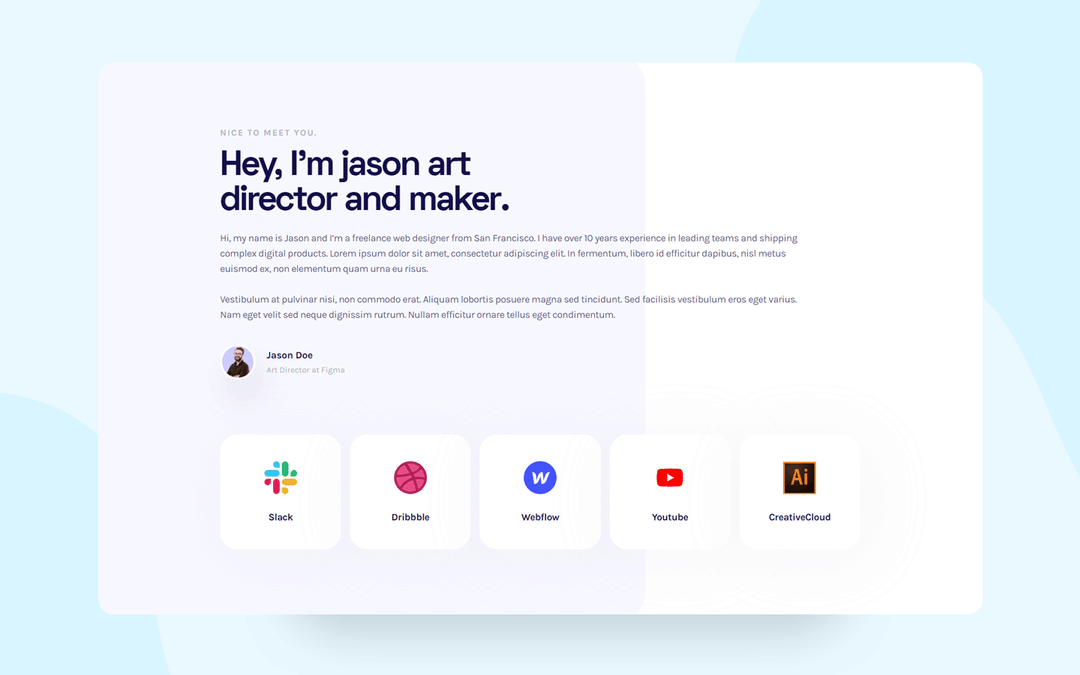 NICE TO MEET YOU.
Hey, I’m jason art
director and maker.
Hi, my name is Jason and I’m a freelance web designer from San Francisco. I have over 10 years experience in leading teams and shipping
complex digital products. Lorem ipsum dolor sit amet, consectetur adipiscing elit. In fermentum, libero id efficitur dapibus, nisl metus
euismod ex, non elementum quam urna eu risus.
Vestibulum at pulvinar nisi, non commodo erat. Aliquam lobortis posuere magna sed tincidunt. Sed facilisis vestibulum eros eget varius.
Nam eget velit sed neque dignissim rutrum. Nullam efficitur ornare tellus eget condimentum.
Jason Doe
Art Director at Figma
W
Ai
Slack
Dribbble
Webflow
Youtube
CreativeCloud